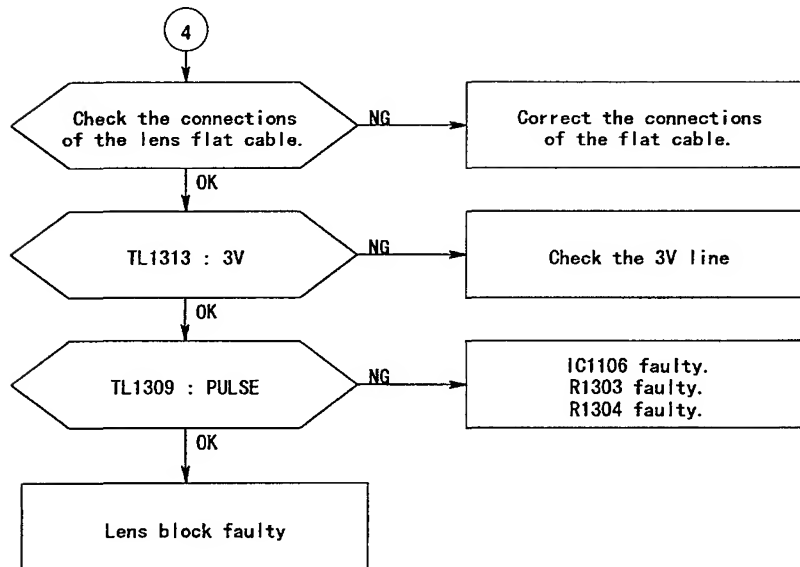 4
Check the connections
of the lens flat cable.
NG
Correct the connections
of the flat cable.
OK
TL1313 : 3V
NG
Check the 3V line
OK
TL1309 : PULSE
NG
IC1106 faulty.
R1303 faulty.
R1304 faulty.
OK
Lens block faulty